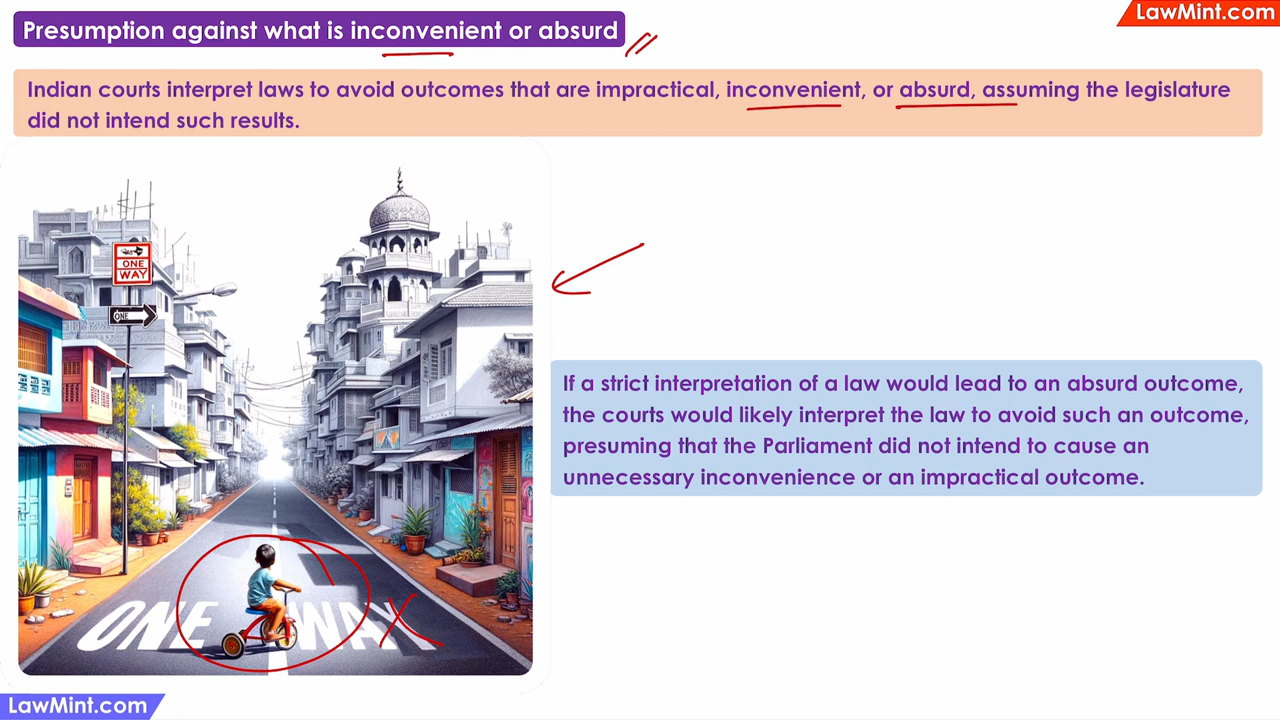 LawMint.com
Presumption against what is inconvenient or absurd
Indian courts interpret laws to avoid outcomes that are impractical, inconvenient, or absurd, assuming the legislature
did not intend such results.
ONE
WAY
ONE
If a strict interpretation of a law would lead to an absurd outcome,
the courts would likely interpret the law to avoid such an outcome,
presuming that the Parliament did not intend to cause an
unnecessary inconvenience or an impractical outcome.
ONE WAY
LawMint.com